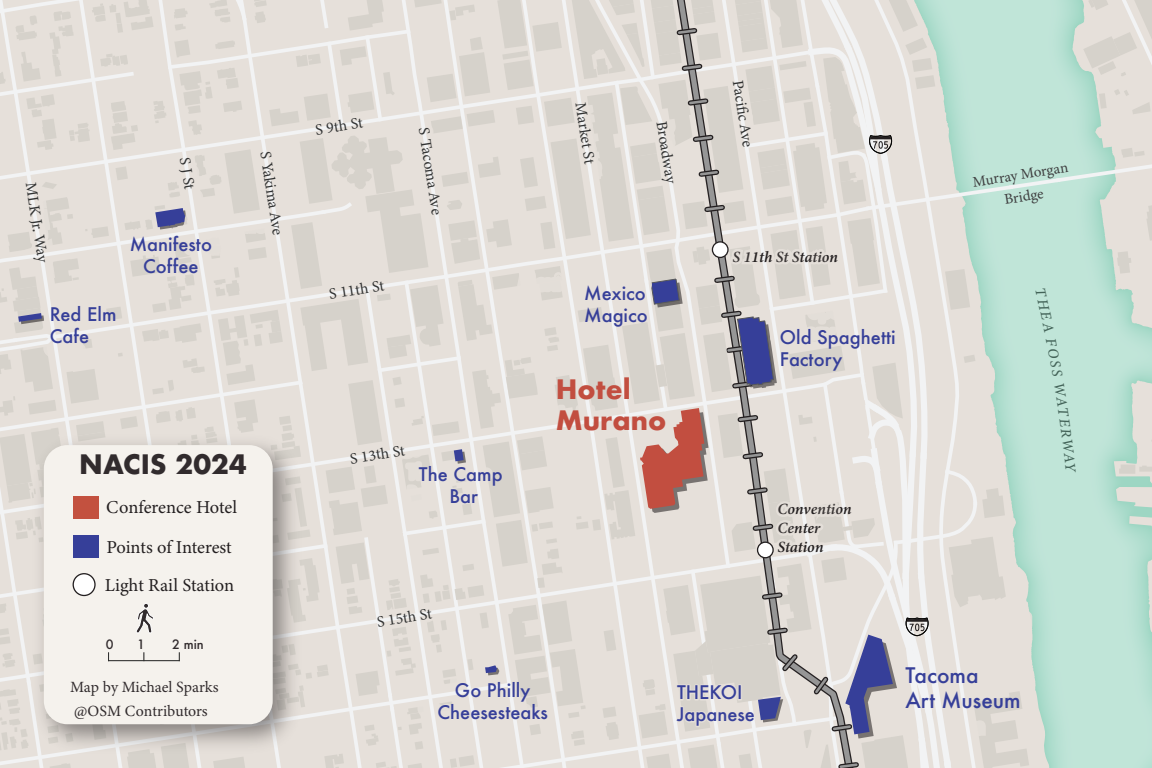 S 9th St
Market St
Broadway
Pacific Ave
S Tacoma Ave
S J St
S Yakima Ave
MLK Jr. Way
705
Murray Morgan
Bridge
Manifesto
Coffee
S 11th St Station
S 11th St
Mexico
Magico
Red Elm
Cafe
Old Spaghetti
Factory
THEA FOSS WATERWAY
Hotel
Murano
S 13th St
The Camp
Bar
Convention
Center
Station
S 15th St
705
Go Philly
Cheesesteaks
THEKOI
Japanese
Tacoma
Art Museum
NACIS 2024
Conference Hotel
Points of Interest
Light Rail Station
0 1 2 min
Map by Michael Sparks
@OSM Contributors